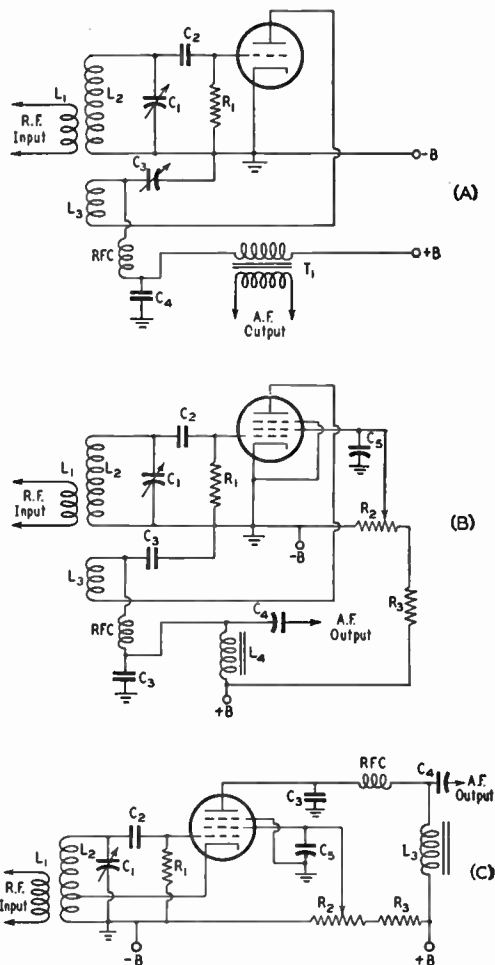 C2
L1
L2
C1
R1
R.F.
Input
-B
C3
(A)
L3
RFC
+B
T1
C4
A.F.
Output
C2
C5
L1
L2
C1
R1
R.F.
Input
R2
(B)
-B
C3
L3
R3
RFC
C4
A.F.
Output
L4
C3
+B
RFC
C4
A.F.
Output
C3
C2
L1
L2
C1
R1
C5
L3
R.F.
Input
(C)
R2
R3
-B
+B